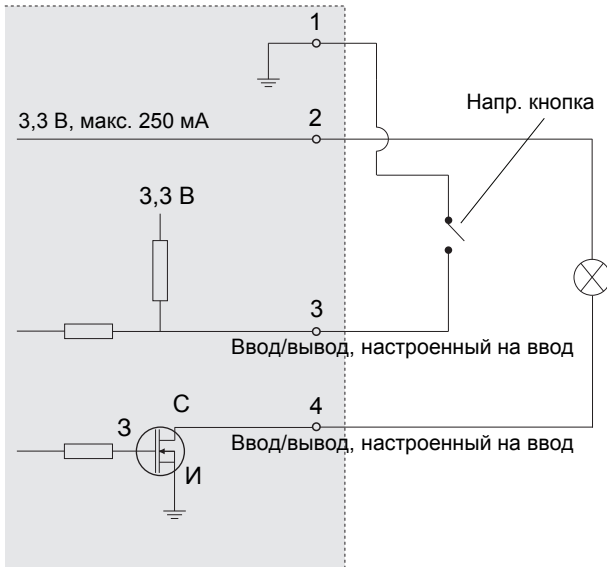 1
2
Напр. кнопка
3,3 В, макс. 250 мА
3,3 В
3
Ввод/вывод, настроенный на ввод
С
4
З
Ввод/вывод, настроенный на ввод
И